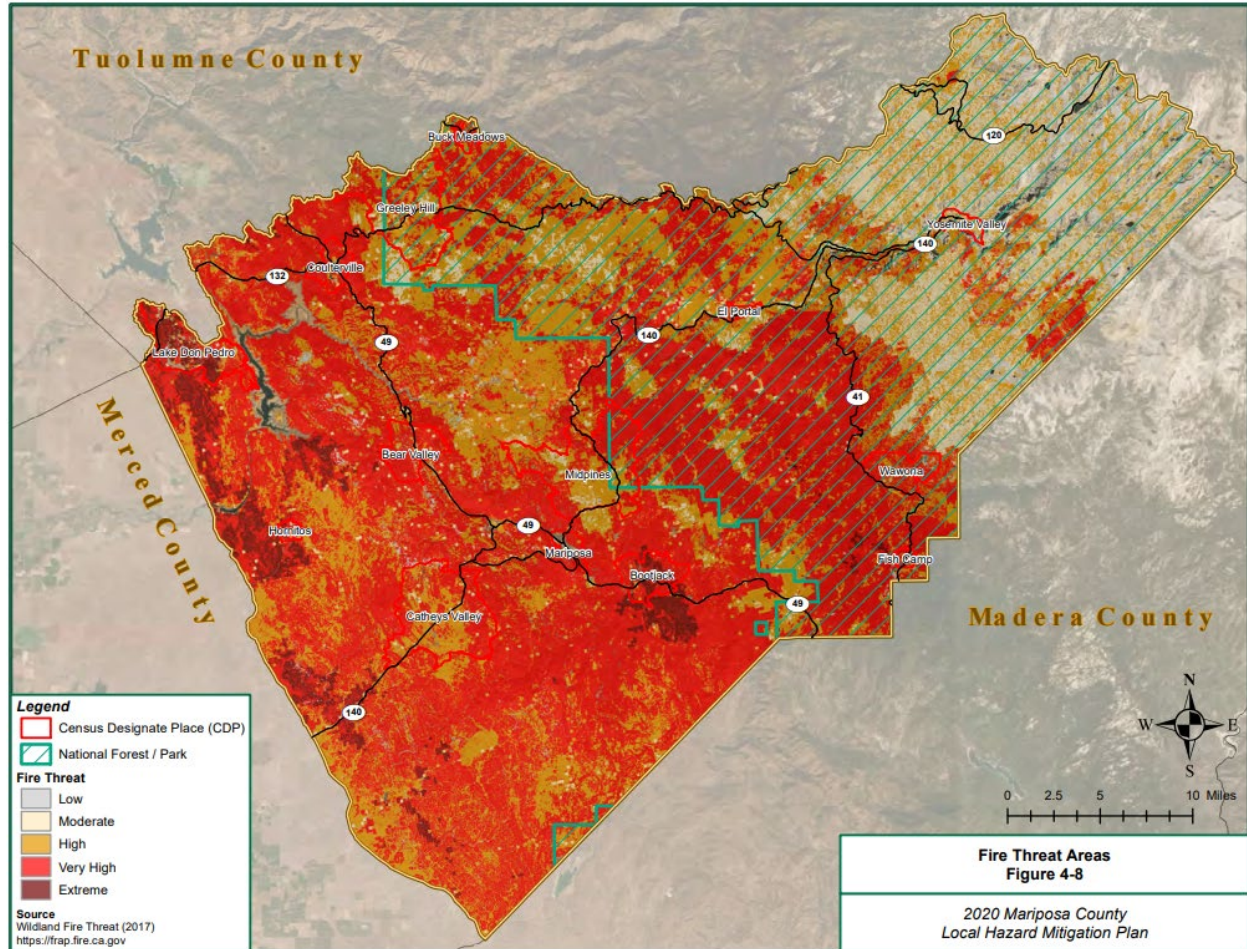 Tuolumne County
Buck Meadows
120
Greeley Hill
Yosemite Valley
140
132
Coulterville
El Portal
140
49
Lake Don Pedro
41
Merced County
Bear Valley
Midpines
Wawona
Hornitos
49
Mariposa
Bootjack
Fish Camp
49
Catheys Valley
Madera County
140
N
W E
S
0 2.5 5 10 Miles
Legend
Census Designate Place (CDP)
National Forest / Park
Fire Threat
Low
Moderate
High
Very High
Extreme
Source
Wildland Fire Threat (2017)
https://frap.fire.ca.gov
Fire Threat Areas
Figure 4-8
2020 Mariposa County
Local Hazard Mitigation Plan